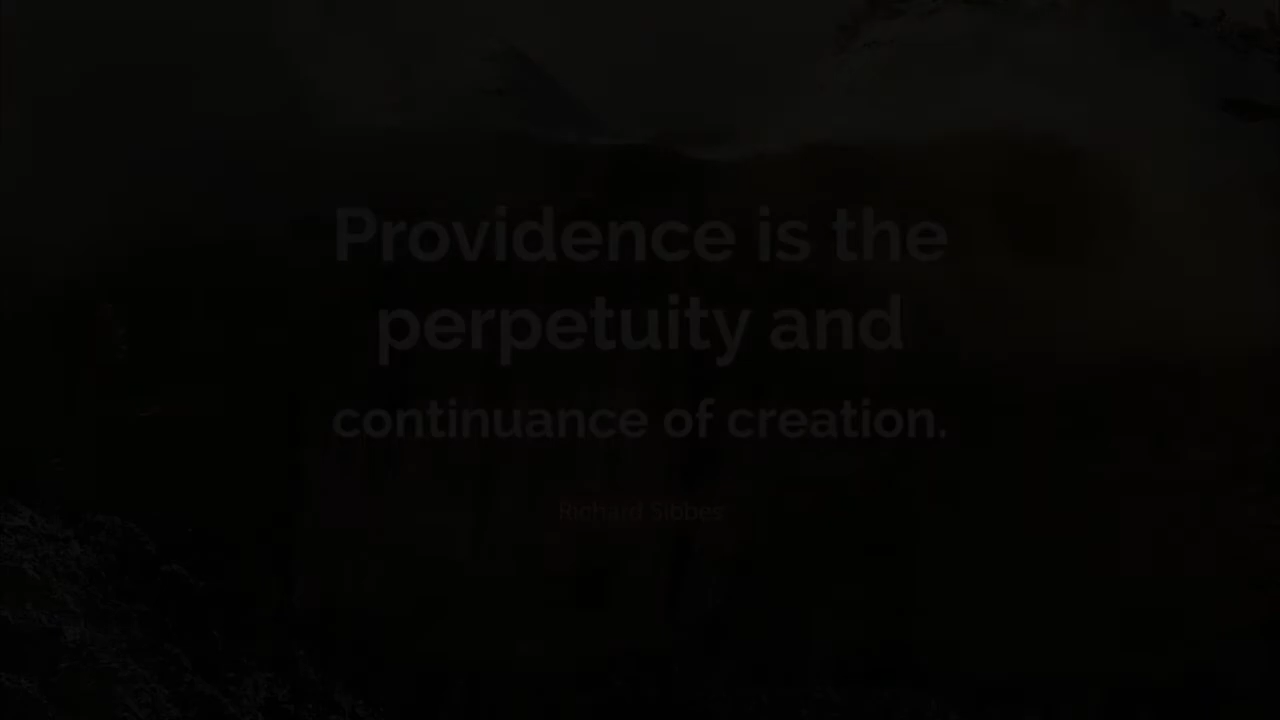 Providence is the
perpetuity and
continuance of creation.
Richard Sibbes